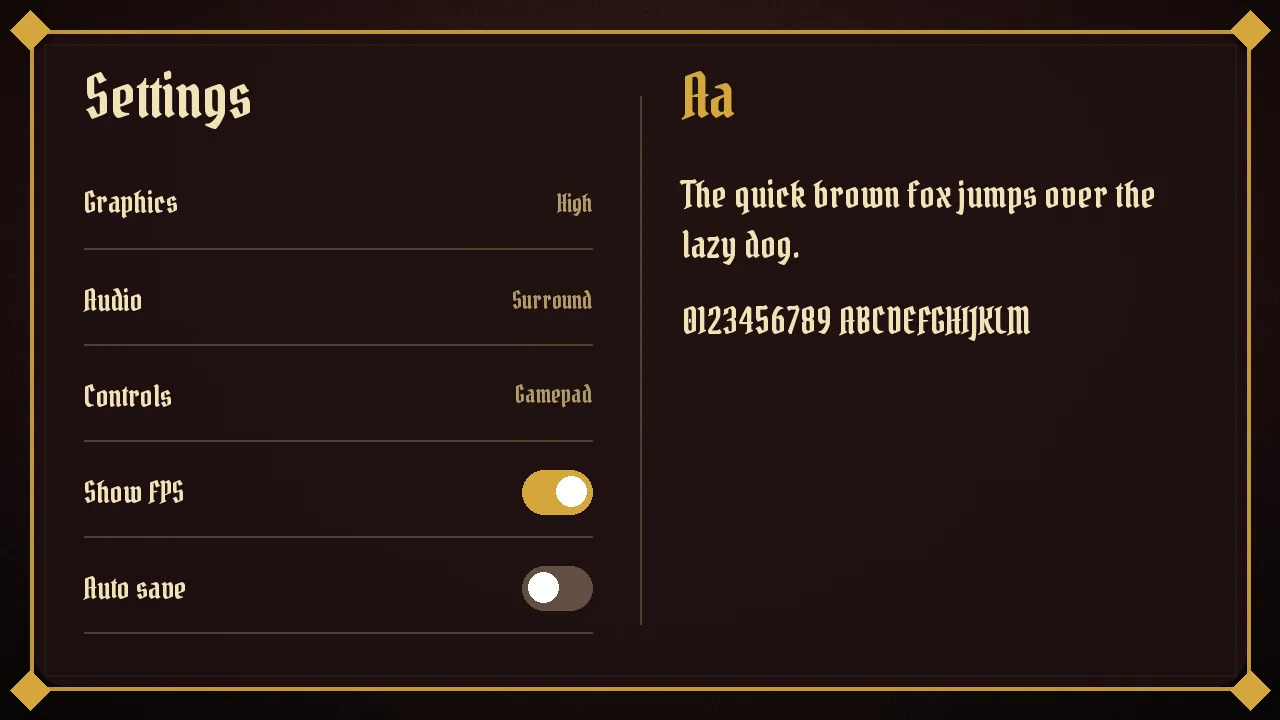 Settings
Graphics High
Audio Surround
Controls Gamepad
Show FPS
Auto save
Aa
The quick brown fox jumps over the
lazy dog.
0123456789 ABCDEFGHIJKLM